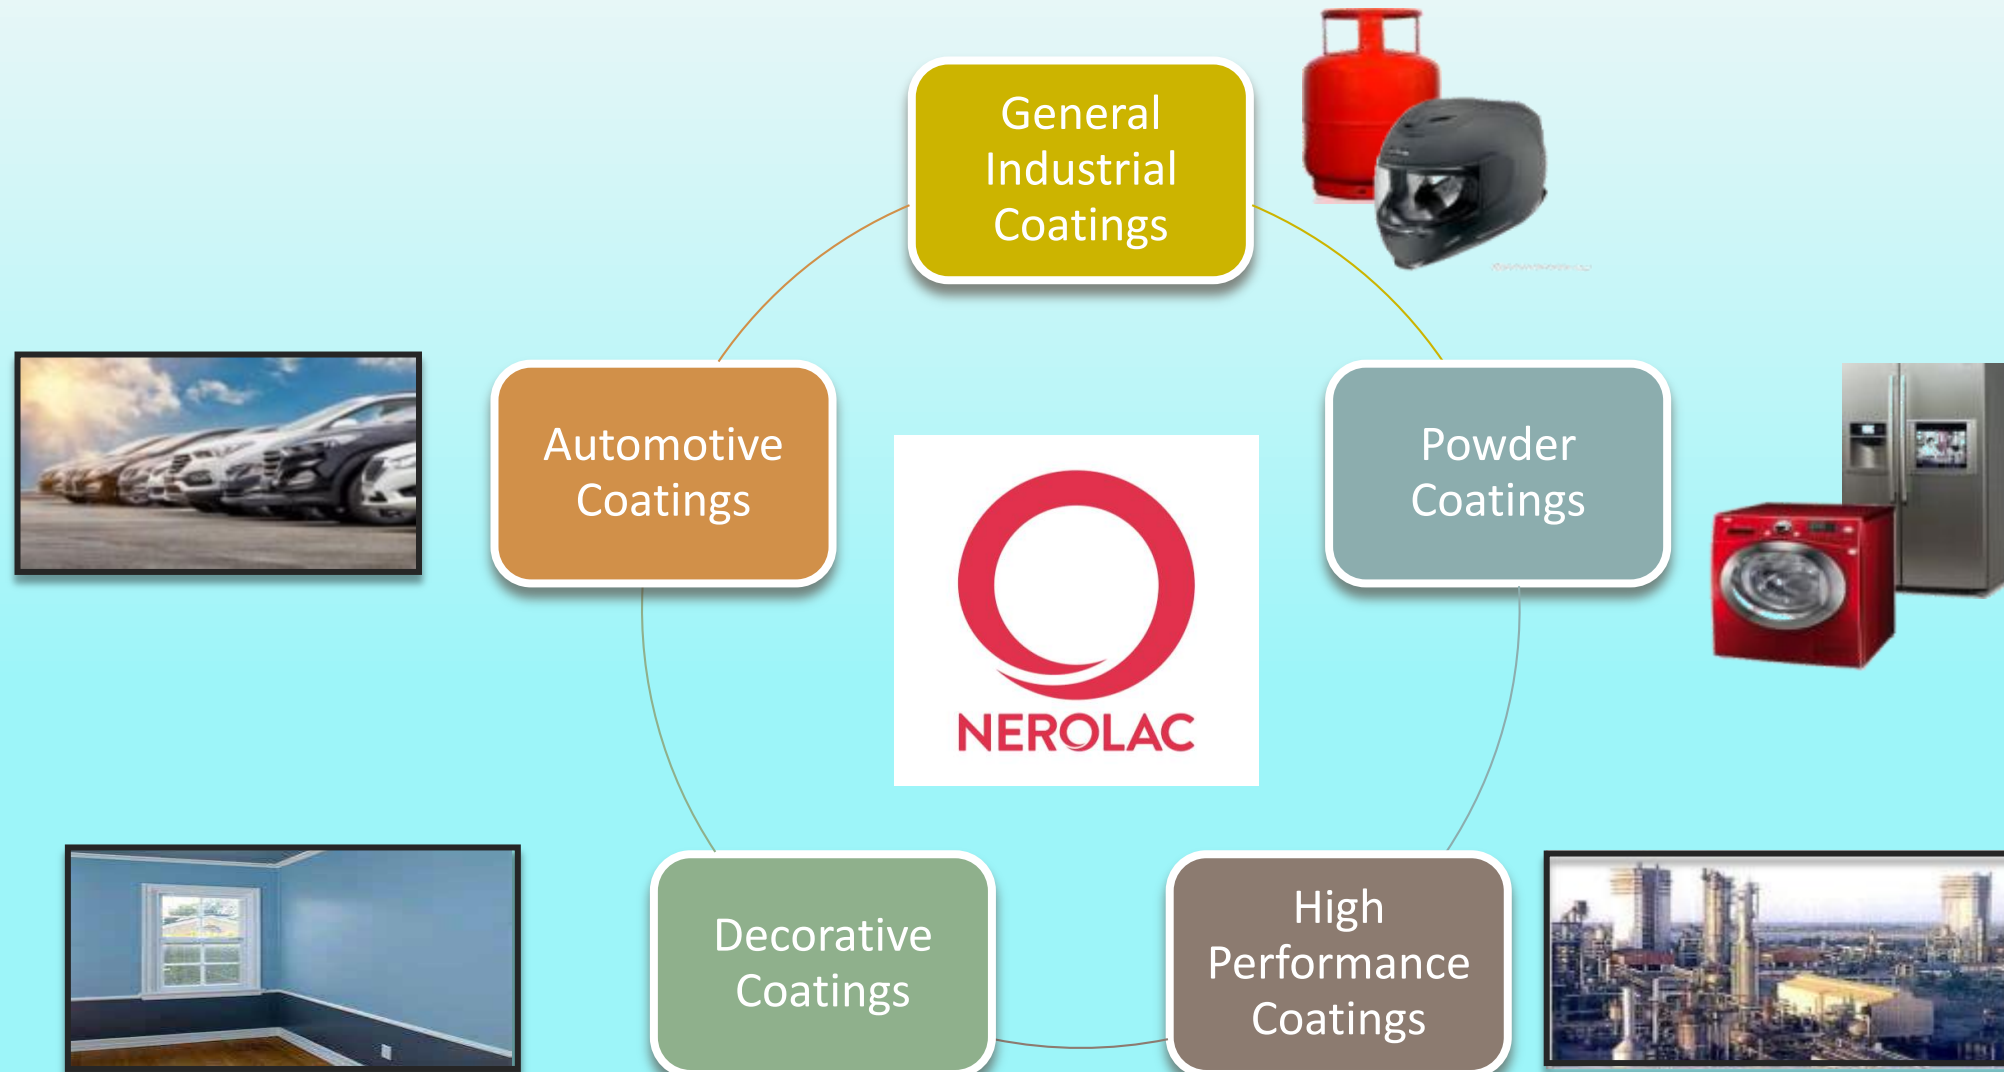 General
Industrial
Coatings
Automotive
Coatings
Powder
Coatings
NEROLAC
Decorative
Coatings
High
Performance
Coatings